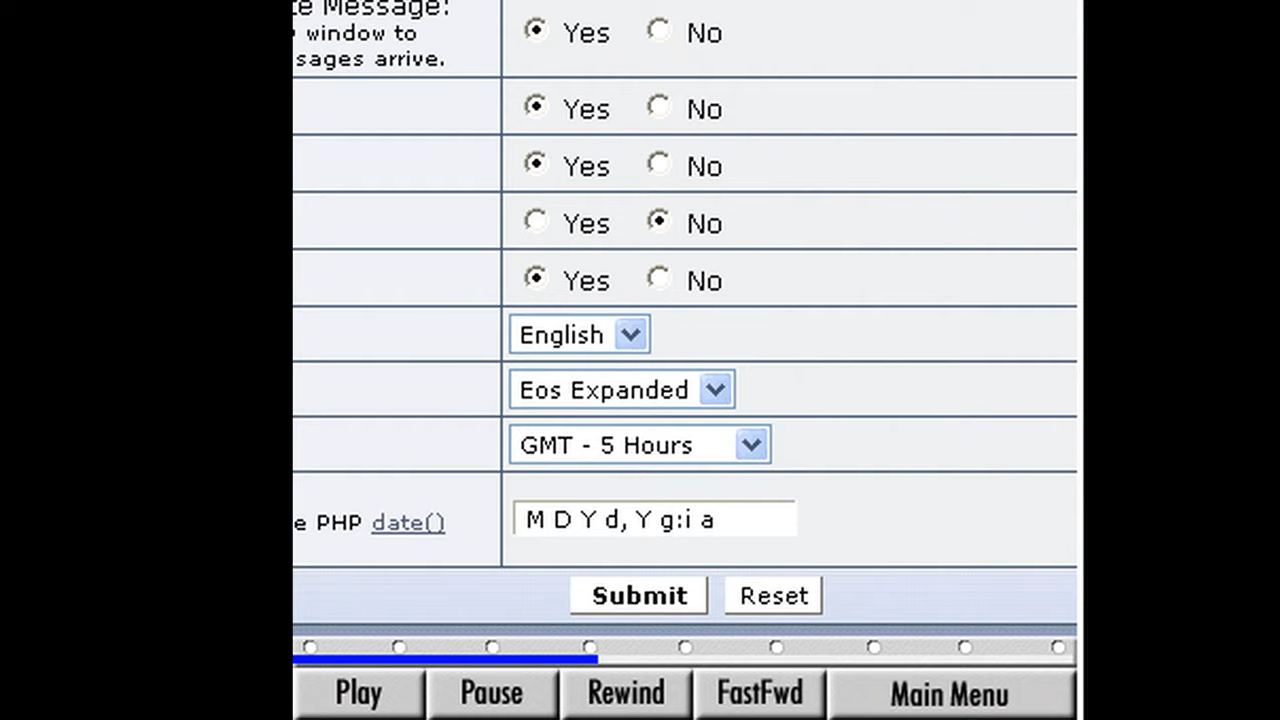 te Message:
window to
sages arrive.
Yes No
Yes No
Yes No
Yes No
Yes No
English
Eos Expanded
GMT - 5 Hours
e PHP date()
M D Y d, Y g:i a
Submit Reset
Play Pause Rewind FastFwd Main Menu